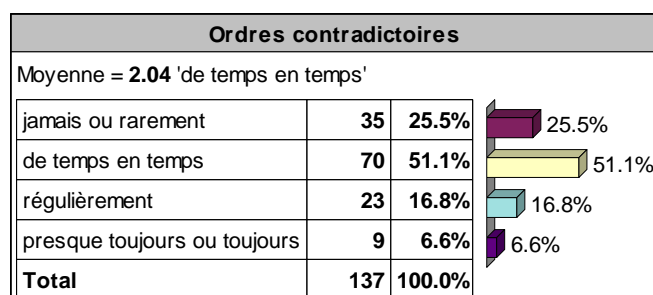 Ordres contradictoires
Moyenne = 2.04 'de temps en temps'
jamais ou rarement 35 25.5% 25.5%
de temps en temps 70 51.1% 51.1%
régulièrement 23 16.8% 16.8%
presque toujours ou toujours 9 6.6% 6.6%
Total 137 100.0%